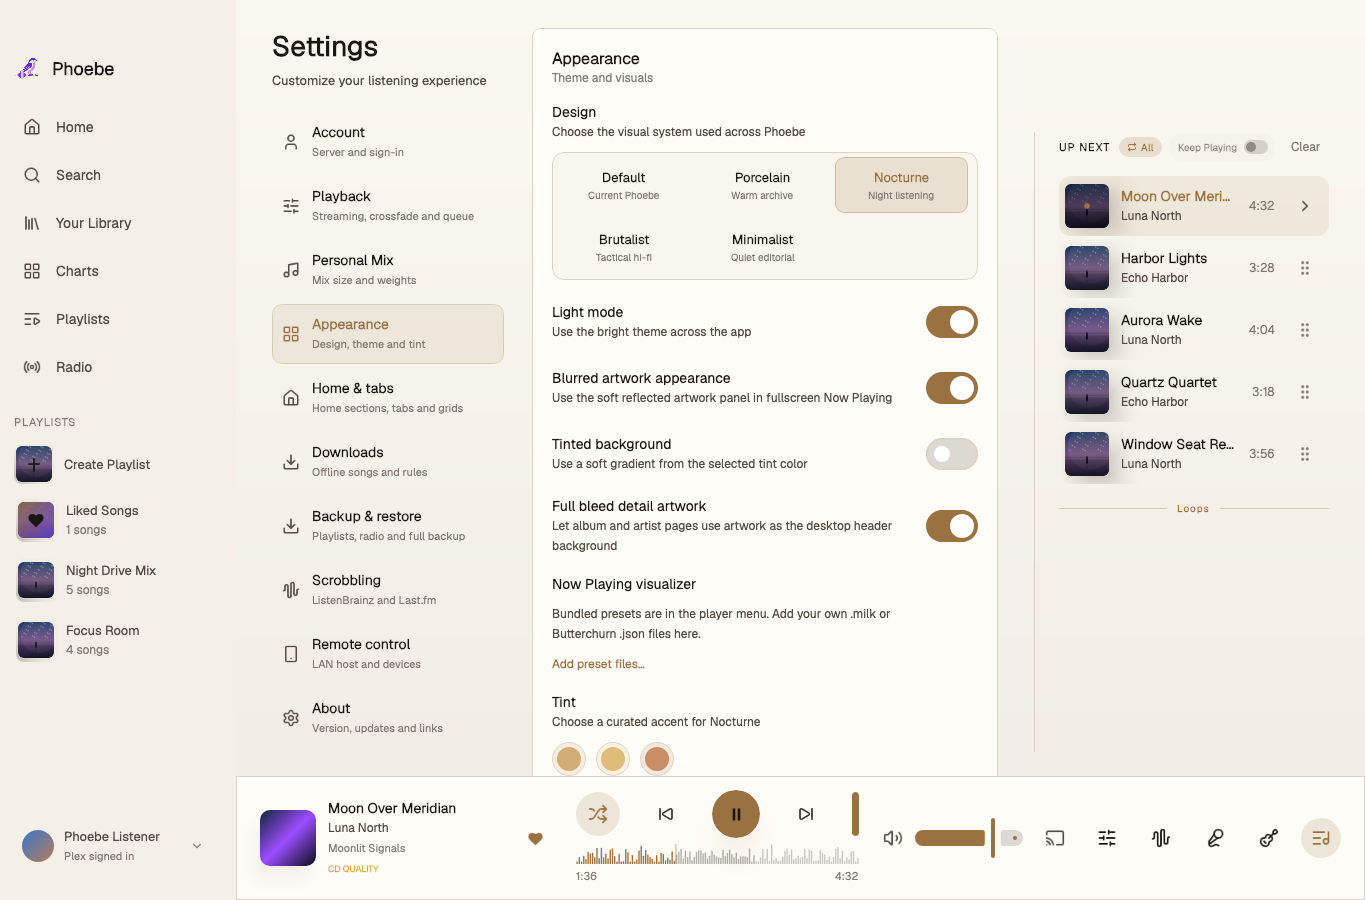 Phoebe
Home
Search
Your Library
Charts
Playlists
Radio
PLAYLISTS
Create Playlist
Liked Songs
1 songs
Night Drive Mix
5 songs
Focus Room
4 songs
Phoebe Listener
Plex signed in
Settings
Customize your listening experience
Account
Server and sign-in
Playback
Streaming, crossfade and queue
Personal Mix
Mix size and weights
Appearance
Design, theme and tint
Home & tabs
Home sections, tabs and grids
Downloads
Offline songs and rules
Backup & restore
Playlists, radio and full backup
Scrobbling
ListenBrainz and Last.fm
Remote control
LAN host and devices
About
Version, updates and links
Appearance
Theme and visuals
Design
Choose the visual system used across Phoebe
Default
Current Phoebe
Porcelain
Warm archive
Nocturne
Night listening
Brutalist
Tactical hi-fi
Minimalist
Quiet editorial
Light mode
Use the bright theme across the app
Blurred artwork appearance
Use the soft reflected artwork panel in fullscreen Now Playing
Tinted background
Use a soft gradient from the selected tint color
Full bleed detail artwork
Let album and artist pages use artwork as the desktop header
background
Now Playing visualizer
Bundled presets are in the player menu. Add your own .milk or
Butterchurn .json files here.
Add preset files...
Tint
Choose a curated accent for Nocturne
UP NEXT
All
Keep Playing
Clear
Moon Over Meri...
Luna North
4:32
Harbor Lights
Echo Harbor
3:28
Aurora Wake
Luna North
4:04
Quartz Quartet
Echo Harbor
3:18
Window Seat Re...
Luna North
3:56
Loops
Moon Over Meridian
Luna North
Moonlit Signals
CD QUALITY
1:36
4:32